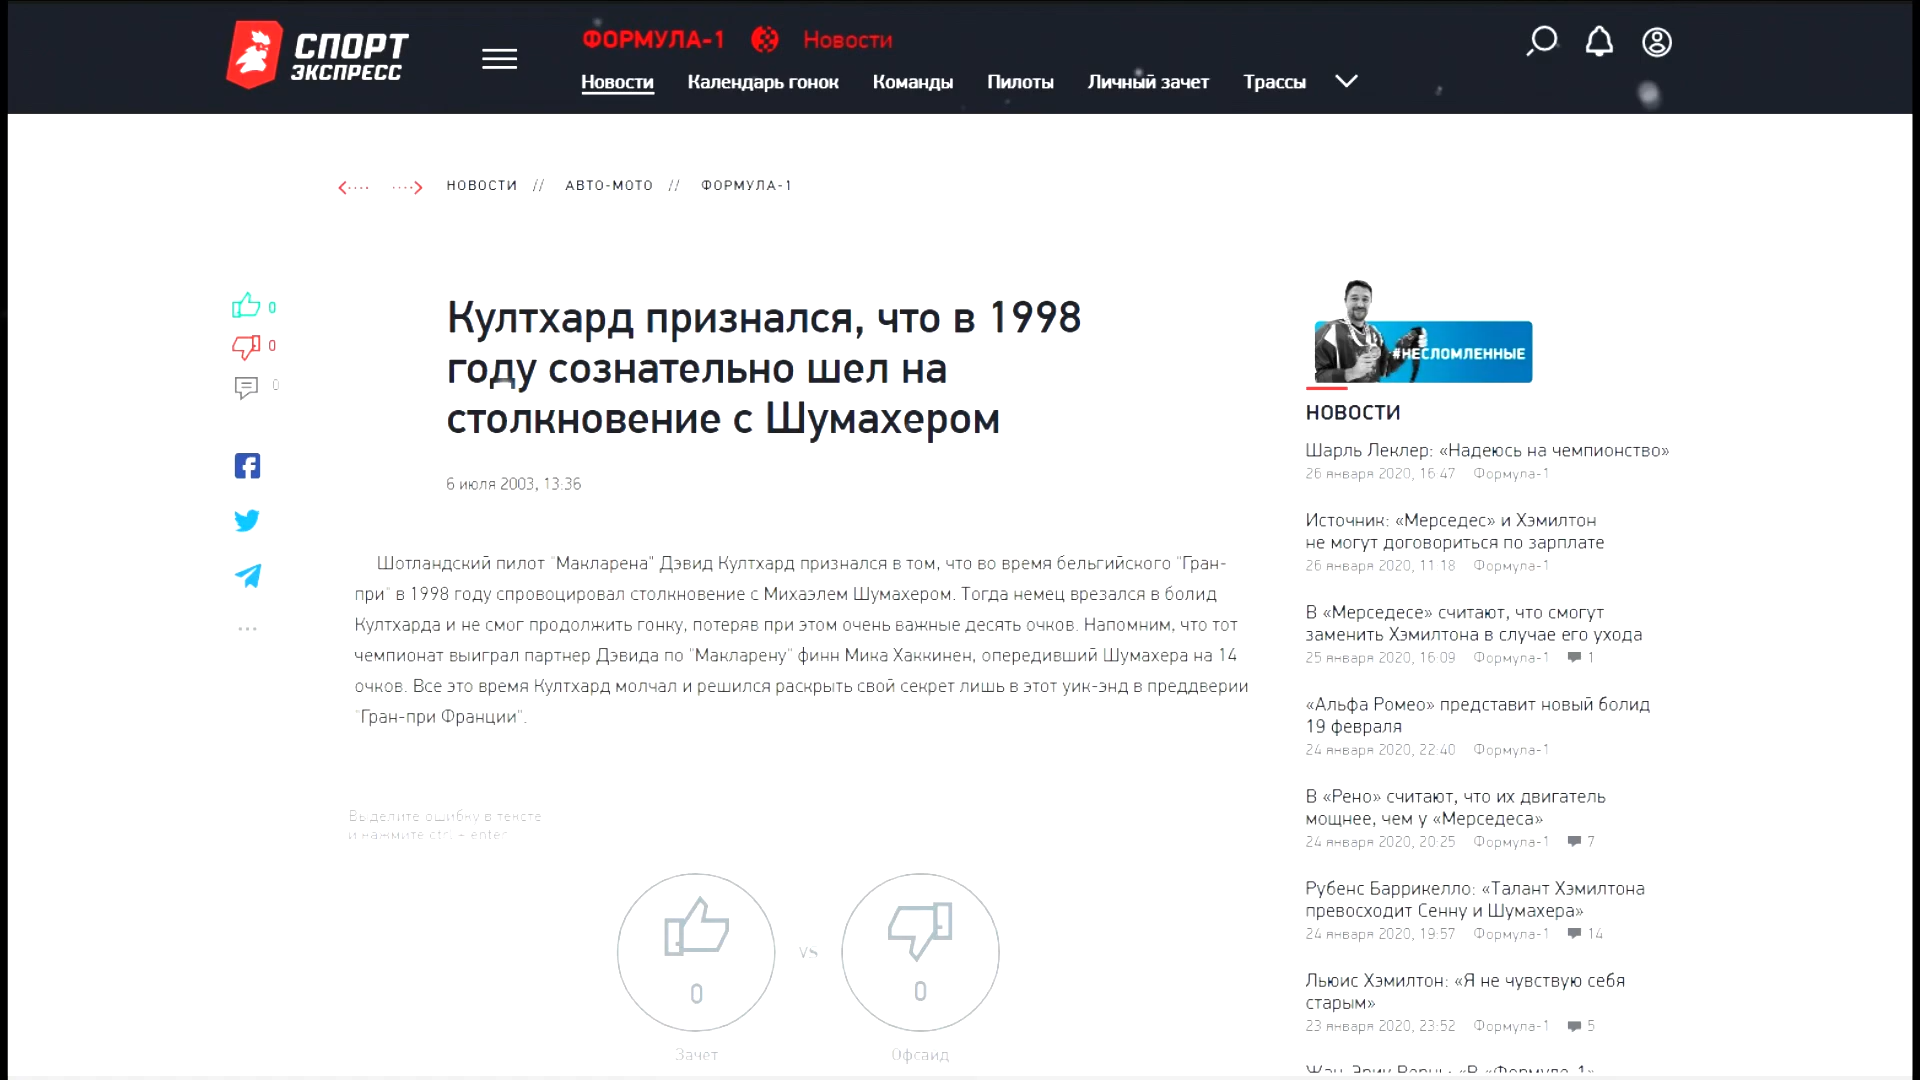 СПОРТ
ЭКСПРЕСС
ФОРМУЛА-1 Новости
Новости Календарь гонок Команды Пилоты Личный зачет Трассы
НОВОСТИ // АВТО-МОТО // ФОРМУЛА-1
0
0
0
Култхард признался, что в 1998
году сознательно шел на
столкновение с Шумахером
6 июля 2003, 13:36
Шотландский пилот "Макларена" Дэвид Култхард признался в том, что во время бельгийского "Гран-
при" в 1998 году спровоцировал столкновение с Михаэлем Шумахером. Тогда немец врезался в болид
Култхарда и не смог продолжить гонку, потеряв при этом очень важные десять очков. Напомним, что тот
чемпионат выиграл партнер Дэвида по "Макларену" финн Мика Хаккинен, опередивший Шумахера на 14
очков. Все это время Култхард молчал и решился раскрыть свой секрет лишь в этот уик-энд в преддверии
"Гран-при Франции".
Выделите ошибку в тексте
и нажмите ctrl + enter
0
vs
0
Зачет
Офсайд
#НЕСЛОМЛЕННЫЕ
НОВОСТИ
Шарль Леклер: «Надеюсь на чемпионство»
26 января 2020, 16:47 Формула-1
Источник: «Мерседес» и Хэмилтон
не могут договориться по зарплате
26 января 2020, 11:18 Формула-1
В «Мерседесе» считают, что смогут
заменить Хэмилтона в случае его ухода
25 января 2020, 16:09 Формула-1 1
«Альфа Ромео» представит новый болид
19 февраля
24 января 2020, 22:40 Формула-1
В «Рено» считают, что их двигатель
мощнее, чем у «Мерседеса»
24 января 2020, 20:25 Формула-1 7
Рубенс Баррикелло: «Талант Хэмилтона
превосходит Сенну и Шумахера»
24 января 2020, 19:57 Формула-1 14
Льюис Хэмилтон: «Я не чувствую себя
старым»
23 января 2020, 23:52 Формула-1 5
Жан-Эрик Вернь: «В «Формуле-1»